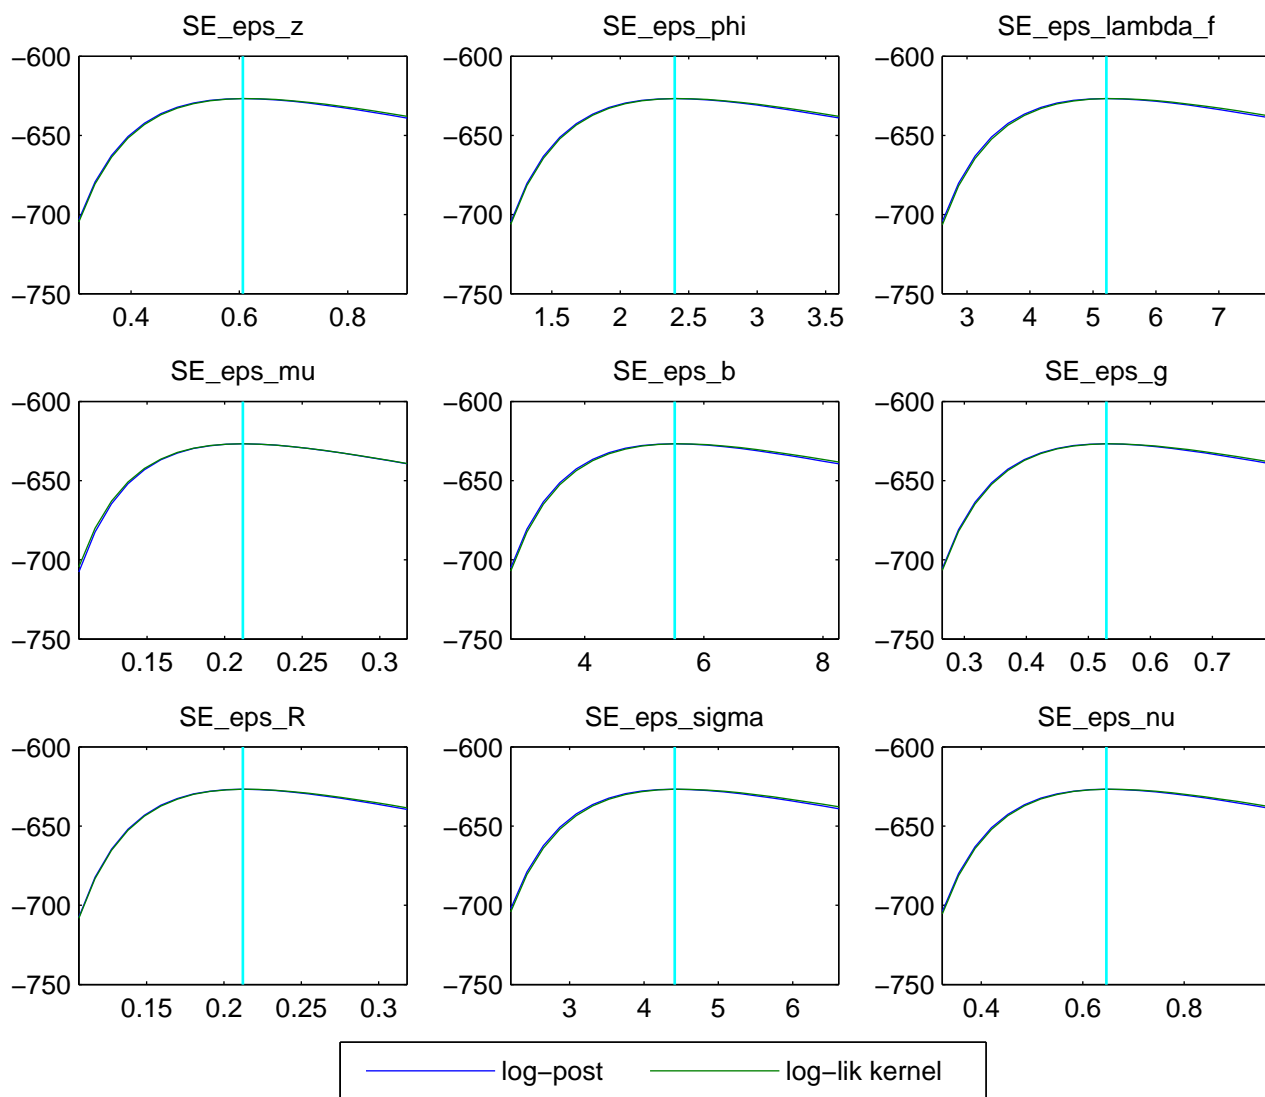 SE_eps_z
SE_eps_phi
SE_eps_lambda_f
−600
−650
−700
−750
0.4 0.6 0.8
−600
−650
−700
−750
1.5 2 2.5 3 3.5
−600
−650
−700
−750
3 4 5 6 7
SE_eps_mu
SE_eps_b
SE_eps_g
−600
−650
−700
−750
0.15 0.2 0.25 0.3
−600
−650
−700
−750
4 6 8
−600
−650
−700
−750
0.3 0.4 0.5 0.6 0.7
SE_eps_R
SE_eps_sigma
SE_eps_nu
−600
−650
−700
−750
0.15 0.2 0.25 0.3
−600
−650
−700
−750
3 4 5 6
−600
−650
−700
−750
0.4 0.6 0.8
log−post
log−lik kernel